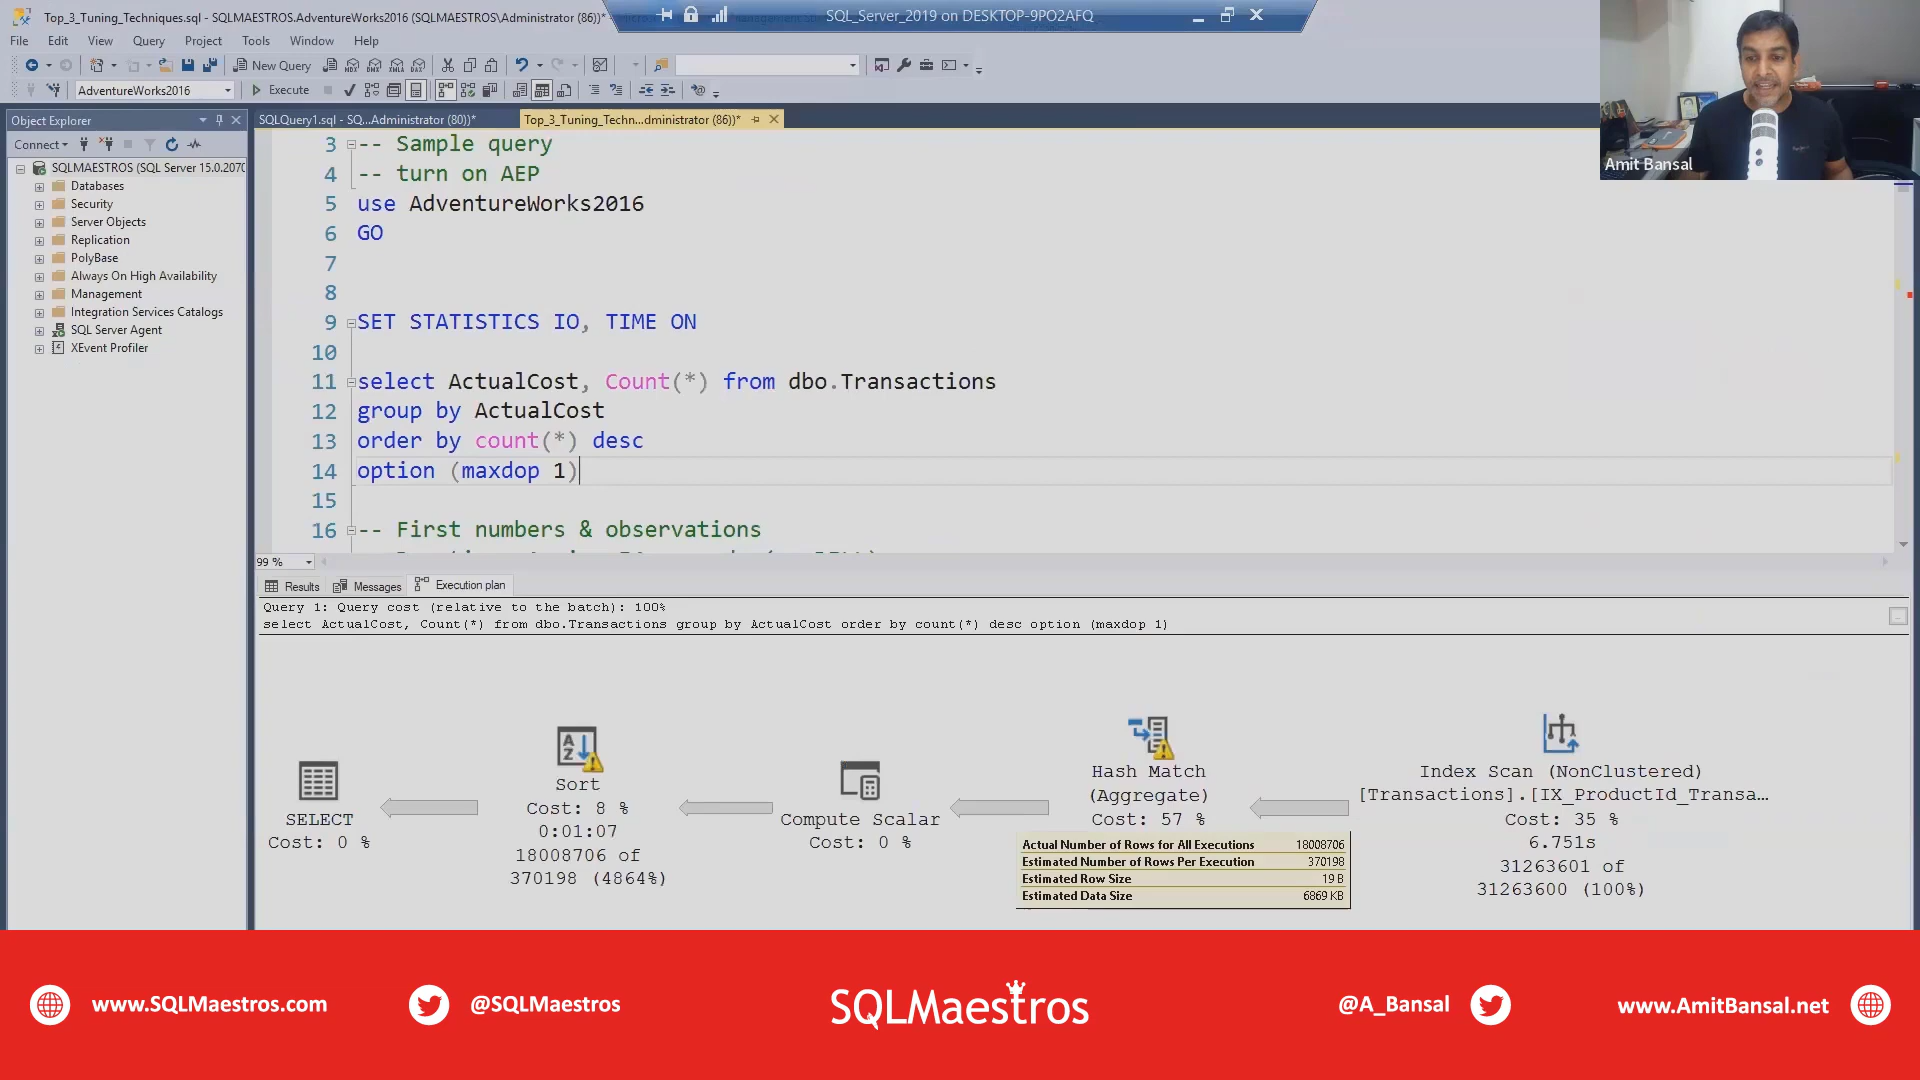 Top_3_Tuning_Techniques.sql - SQLMAESTROS.AdventureWorks2016 (SQLMAESTROS\Administrator (86))*
SQL_Server_2019 on DESKTOP-9PO2AFQ
File Edit View Query Project Tools Window Help
New Query
AdventureWorks2016
Execute
Object Explorer
SQLQuery1.sql - SQ...Administrator (80))*
Top_3_Tuning_Techn...dministrator (86))*
Connect
SQLMAESTROS (SQL Server 15.0.2070
Databases
Security
Server Objects
Replication
PolyBase
Always On High Availability
Management
Integration Services Catalogs
SQL Server Agent
XEvent Profiler
Amit Bansal
3 -- Sample query
4 -- turn on AEP
5 use AdventureWorks2016
6 GO
7
8
9 SET STATISTICS IO, TIME ON
10
11 select ActualCost, Count(*) from dbo.Transactions
12 group by ActualCost
13 order by count(*) desc
14 option (maxdop 1)
15
16 -- First numbers & observations
99 %
Results Messages Execution plan
Query 1: Query cost (relative to the batch): 100%
select ActualCost, Count(*) from dbo.Transactions group by ActualCost order by count(*) desc option (maxdop 1)
SELECT
Cost: 0 %
Sort
Cost: 8 %
0:01:07
18008706 of
370198 (4864%)
Compute Scalar
Cost: 0 %
Hash Match
(Aggregate)
Cost: 57 %
Actual Number of Rows for All Executions 18008706
Estimated Number of Rows Per Execution 370198
Estimated Row Size 19 B
Estimated Data Size 6869 KB
Index Scan (NonClustered)
[Transactions].[IX_ProductId_Transa...
Cost: 35 %
6.751s
31263601 of
31263600 (100%)
www.SQLMaestros.com
@SQLMaestros
SQLMaestros
@A_Bansal
www.AmitBansal.net